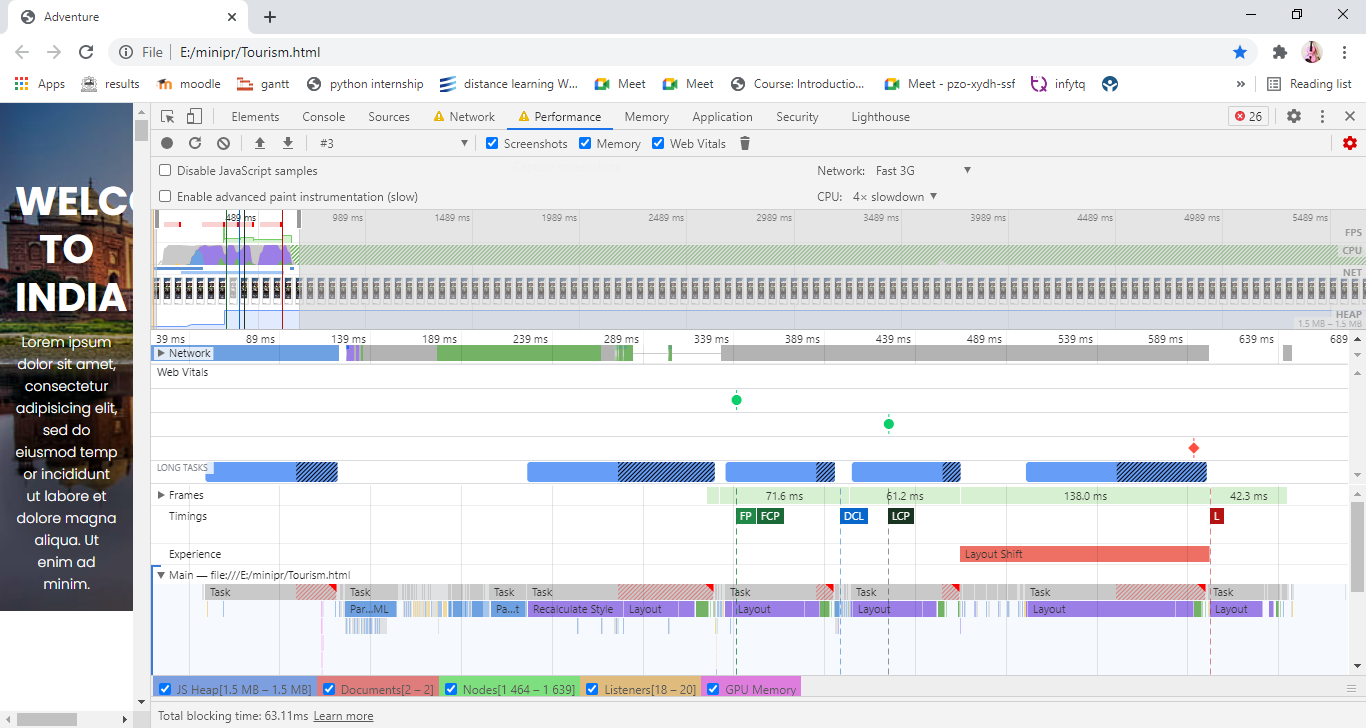 Adventure
File E:/minipr/Tourism.html
Apps results moodle gantt python internship distance learning W... Meet Meet Course: Introductio... Meet - pzo-xydh-ssf infytq » Reading list
Elements Console Sources Network Performance Memory Application Security Lighthouse 26
#3 Screenshots Memory Web Vitals
Disable JavaScript samples Network: Fast 3G
Enable advanced paint instrumentation (slow) CPU: 4× slowdown
489 ms 989 ms 1489 ms 1989 ms 2489 ms 2989 ms 3489 ms 3989 ms 4489 ms 4989 ms 5489 ms
FPS
CPU
NET
HEAP
1.5 MB – 1.5 MB
39 ms 89 ms 139 ms 189 ms 239 ms 289 ms 339 ms 389 ms 439 ms 489 ms 539 ms 589 ms 639 ms 689
Network
Web Vitals
LONG TASKS
Frames 71.6 ms 61.2 ms 138.0 ms 42.3 ms
Timings FP FCP DCL LCP L
Experience Layout Shift
Main — file:///E:/minipr/Tourism.html
Task Task Task Task Task Task Task Task
Par...ML Pa...t Recalculate Style Layout Layout Layout Layout Layout
JS Heap[1.5 MB – 1.5 MB] Documents[2 – 2] Nodes[1 464 – 1 639] Listeners[18 – 20] GPU Memory
Total blocking time: 63.11ms Learn more
WELCO
TO
INDIA
Lorem ipsum
dolor sit amet,
consectetur
adipisicing elit,
sed do
eiusmod temp
or incididunt
ut labore et
dolore magna
aliqua. Ut
enim ad
minim.